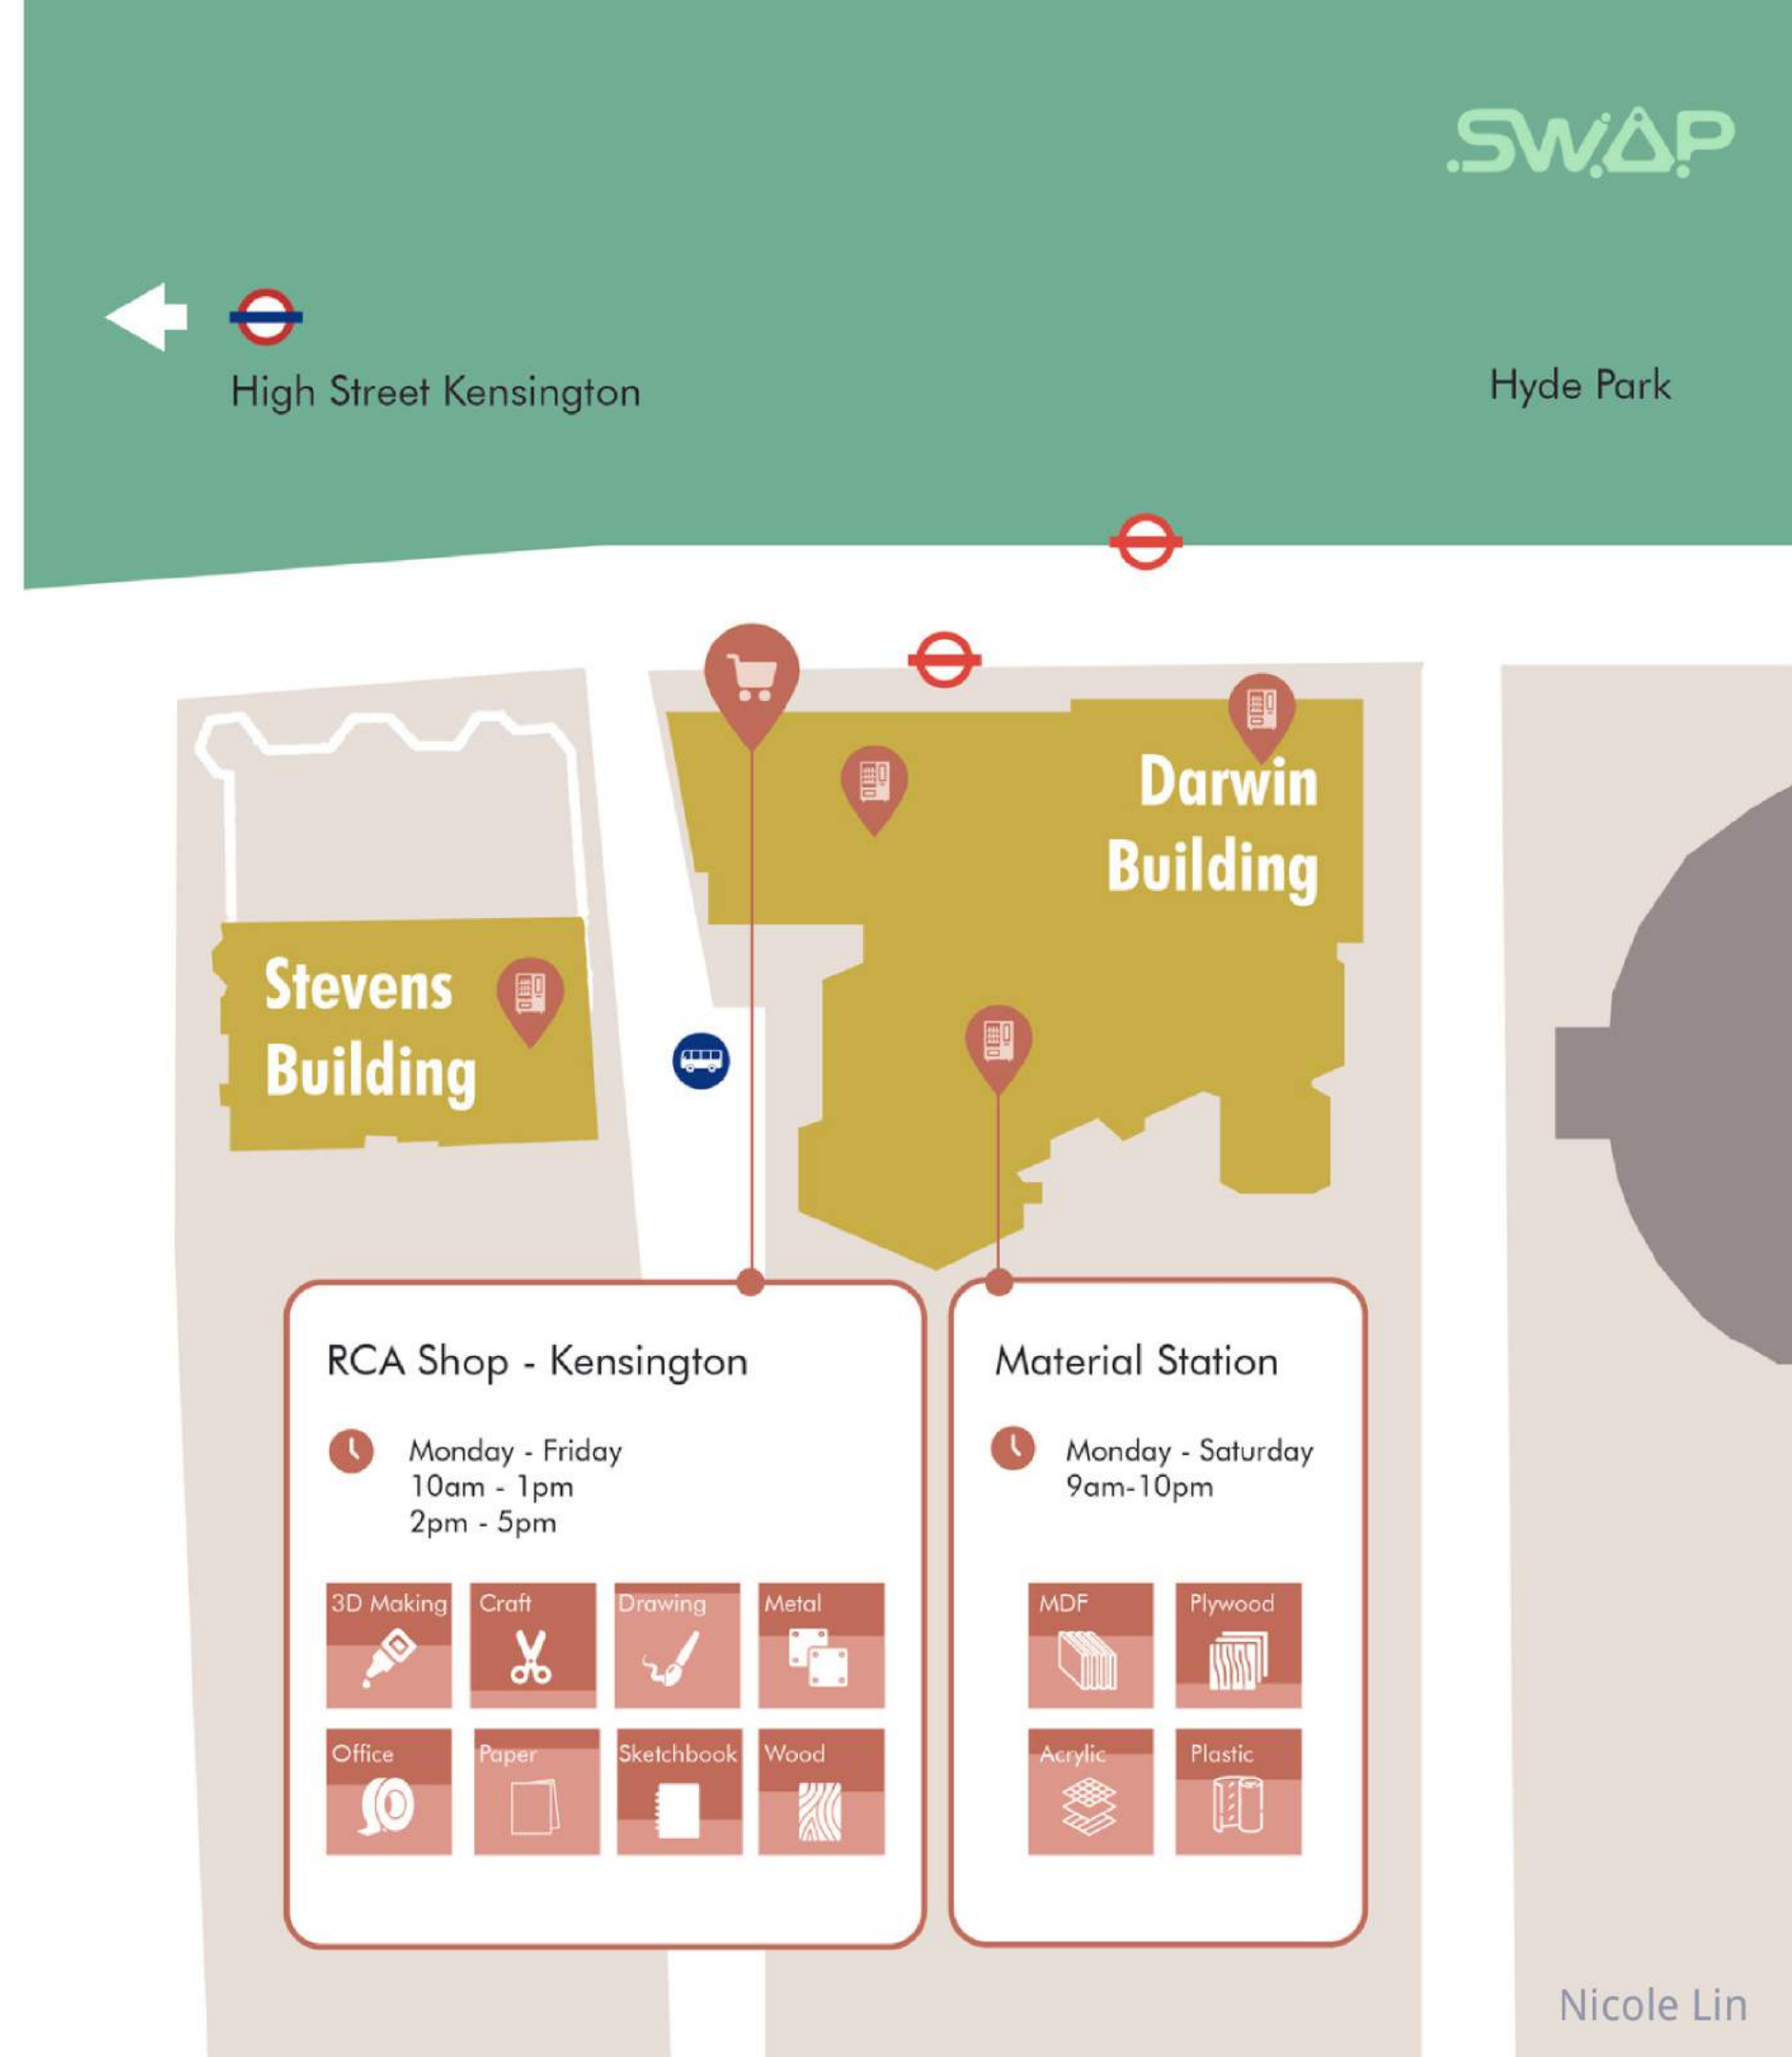 SWAP
High Street Kensington
Hyde Park
Darwin
Building
Stevens
Building
RCA Shop - Kensington
Monday - Friday
10am - 1pm
2pm - 5pm
3D Making
Craft
Drawing
Metal
Office
Paper
Sketchbook
Wood
Material Station
Monday - Saturday
9am-10pm
MDF
Plywood
Acrylic
Plastic
Nicole Lin